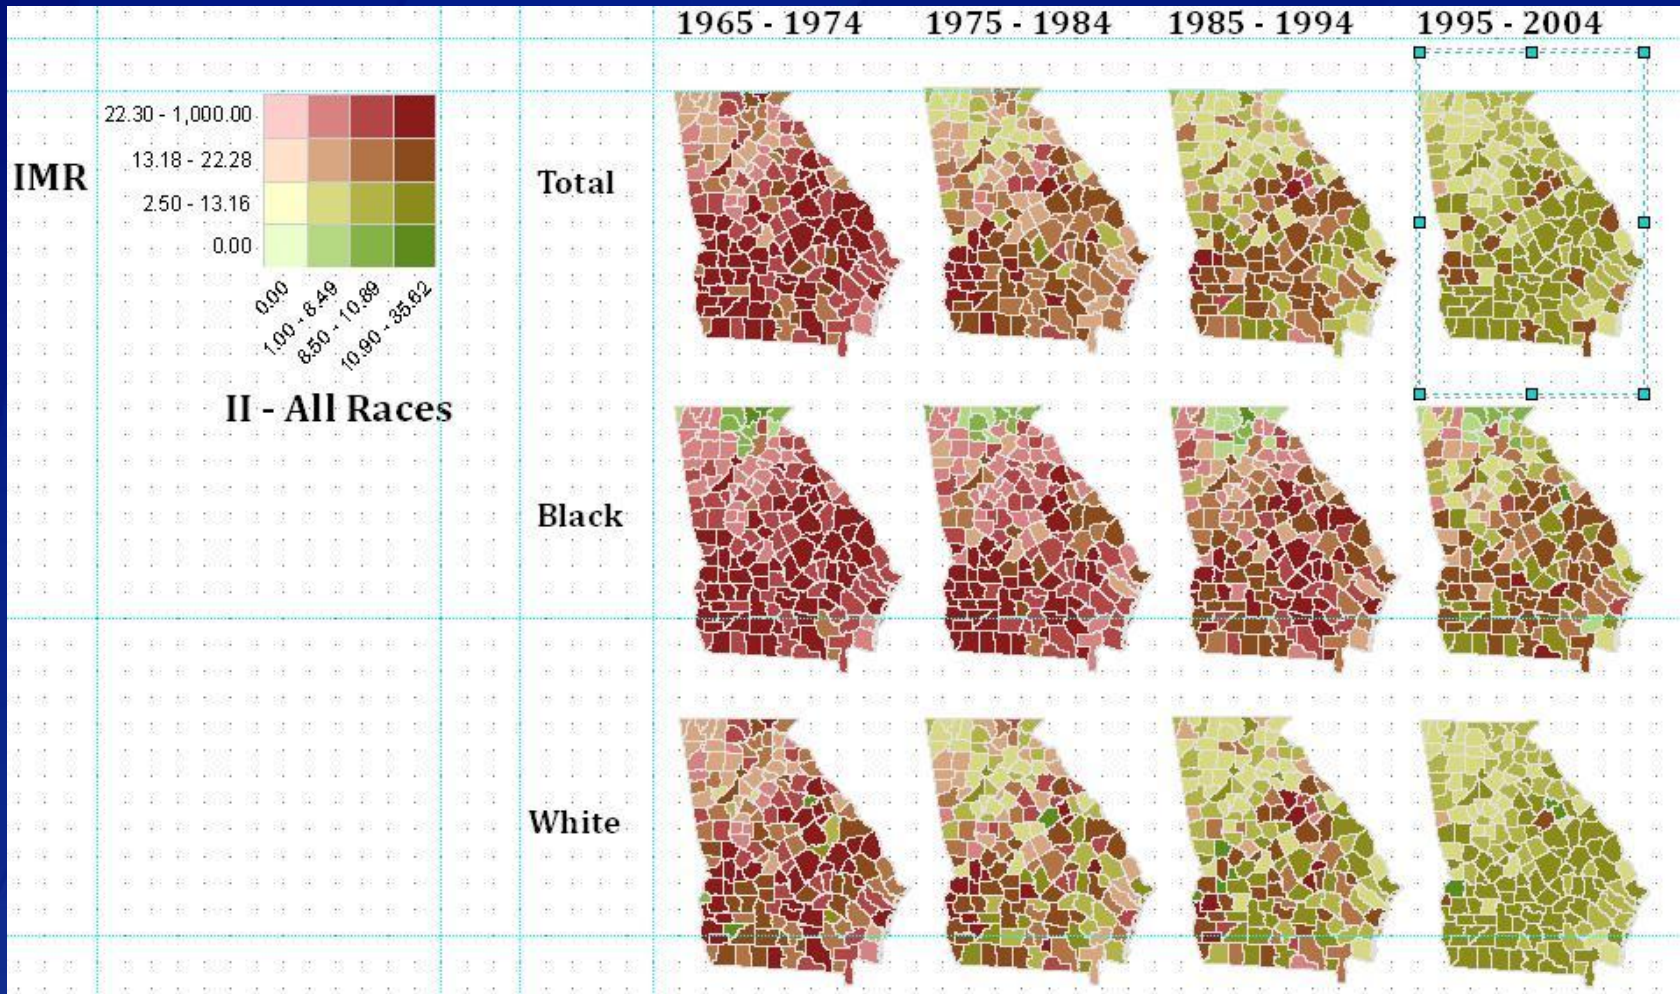 1965 - 1974 1975 - 1984 1985 - 1994 1995 - 2004
22.30 - 1,000.00
13.18 - 22.28
2.50 - 13.16
0.00
IMR
0.00
1.00 - 8.49
8.50 - 10.89
10.90 - 35.62
II - All Races
Total
Black
White